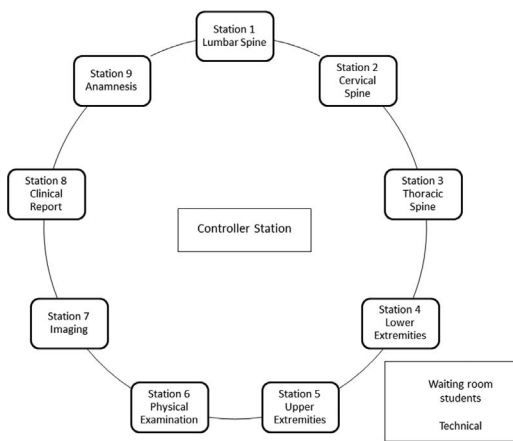 Station 1
Lumbar Spine
Station 2
Cervical
Spine
Station 3
Thoracic
Spine
Station 4
Lower
Extremities
Station 5
Upper
Extremities
Station 6
Physical
Examination
Station 7
Imaging
Station 8
Clinical
Report
Station 9
Anamnesis
Controller Station
Waiting room
students
Technical